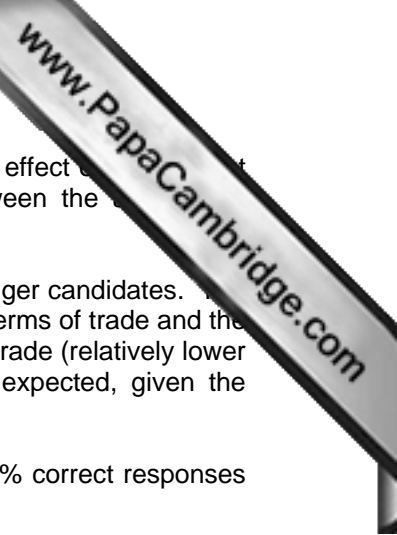 www.PapaCambridge.com
effect
ween the
ger candidates.
erms of trade and the
rade (relatively lower
expected, given the
% correct responses